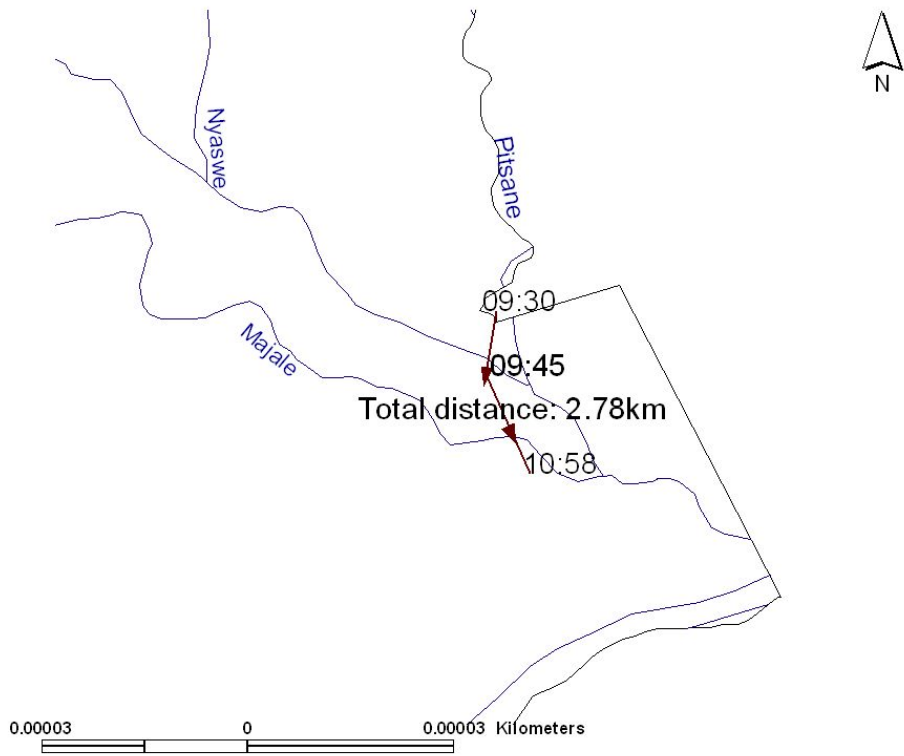 N
Nyaswe
Pitsane
09:30
Majale
09:45
Total distance: 2.78km
10:58
0.00003 0 0.00003 Kilometers